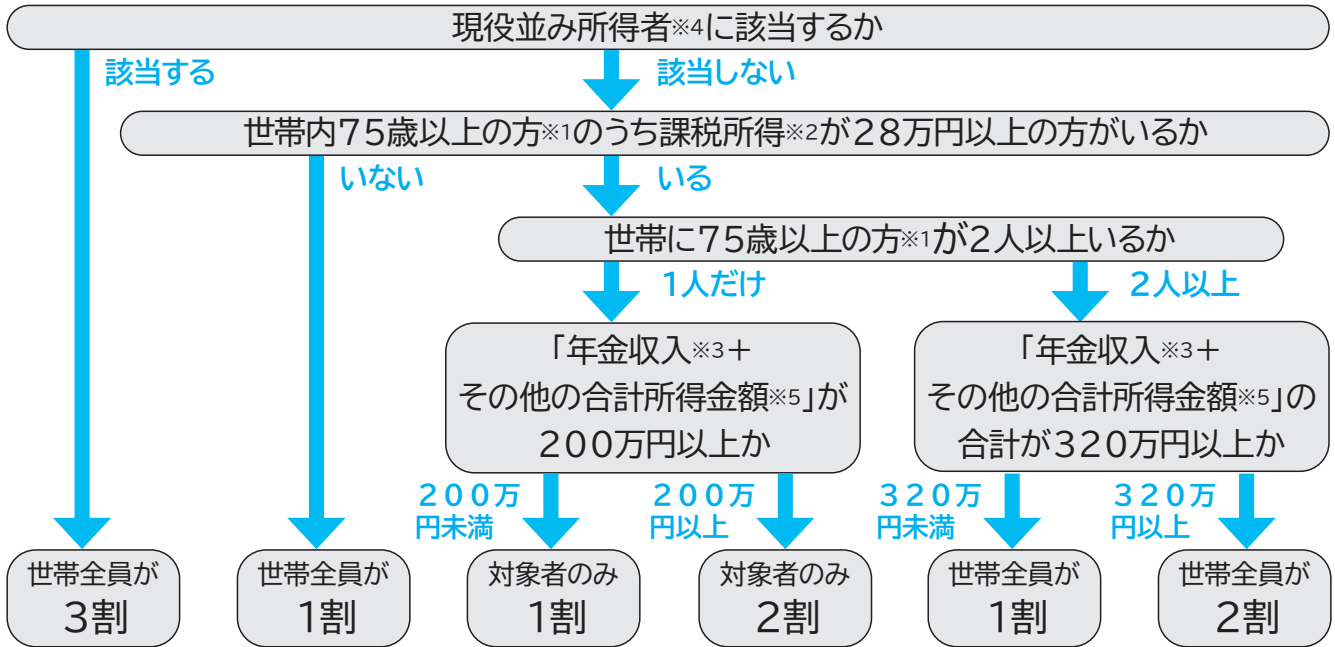 現役並み所得者※4に該当するか
該当する
該当しない
世帯内75歳以上の方※1のうち課税所得※2が28万円以上の方がいるか
いない
いる
世帯に75歳以上の方※1が2人以上いるか
1人だけ
2人以上
「年金収入※3＋
その他の合計所得金額※5」が
200万円以上か
「年金収入※3＋
その他の合計所得金額※5」の
合計が320万円以上か
200万
円未満
200万
円以上
320万
円未満
320万
円以上
世帯全員が
3割
世帯全員が
1割
対象者のみ
1割
対象者のみ
2割
世帯全員が
1割
世帯全員が
2割